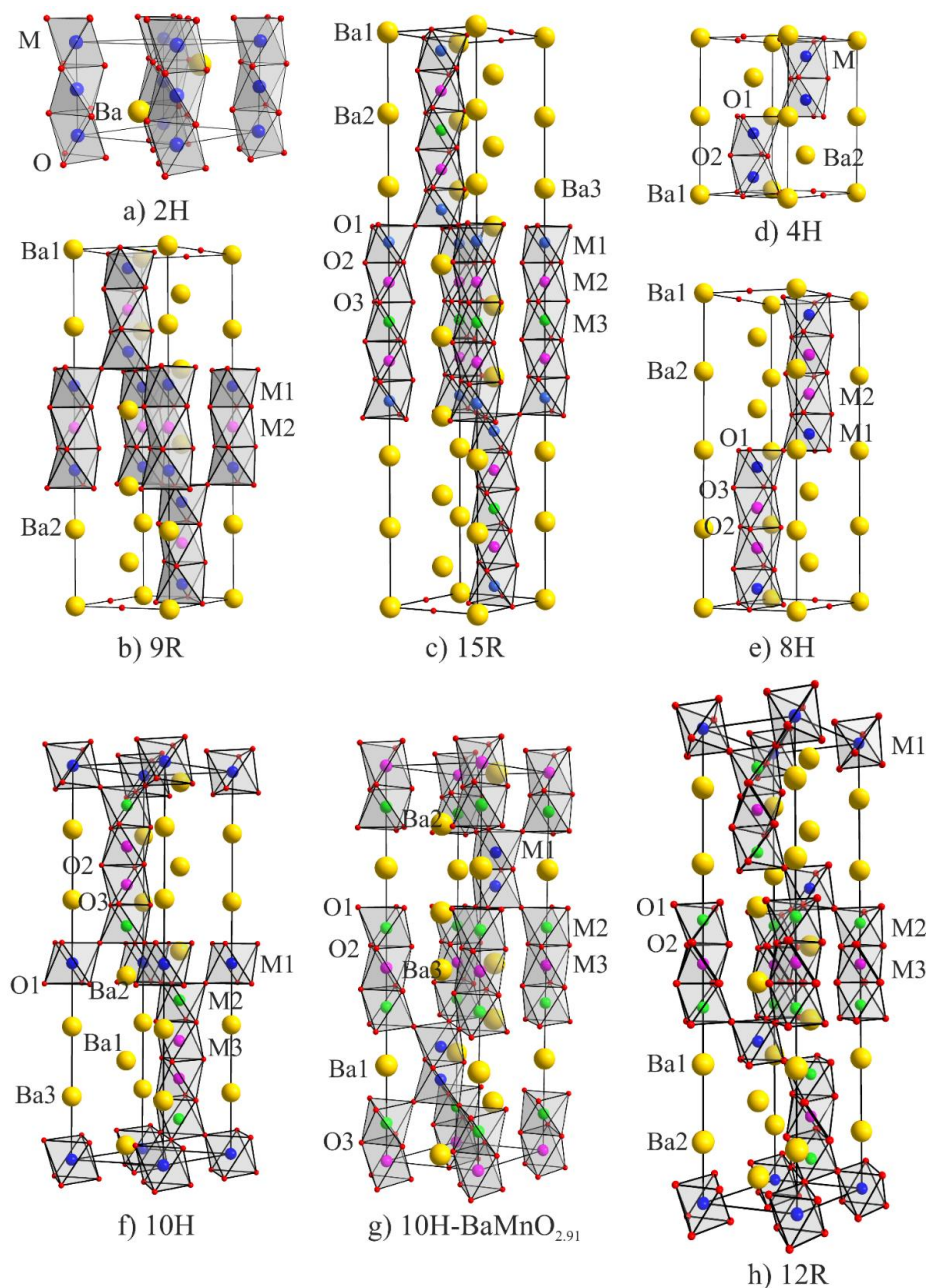 M
Ba
O
a) 2H
Ba1
Ba2
Ba3
O1
O2
O3
M1
M2
M3
c) 15R
M
O1
O2
Ba2
Ba1
d) 4H
Ba1
M1
M2
Ba2
b) 9R
Ba1
Ba2
M2
M1
O1
O3
O2
e) 8H
O2
O3
M1
O1
Ba2
M2
Ba1
M3
Ba3
f) 10H
Ba2
M1
O1
M2
O2
Ba3
M3
Ba1
O3
g) 10H-BaMnO₂.₉₁
M1
O1
M2
O2
M3
Ba1
Ba2
h) 12R